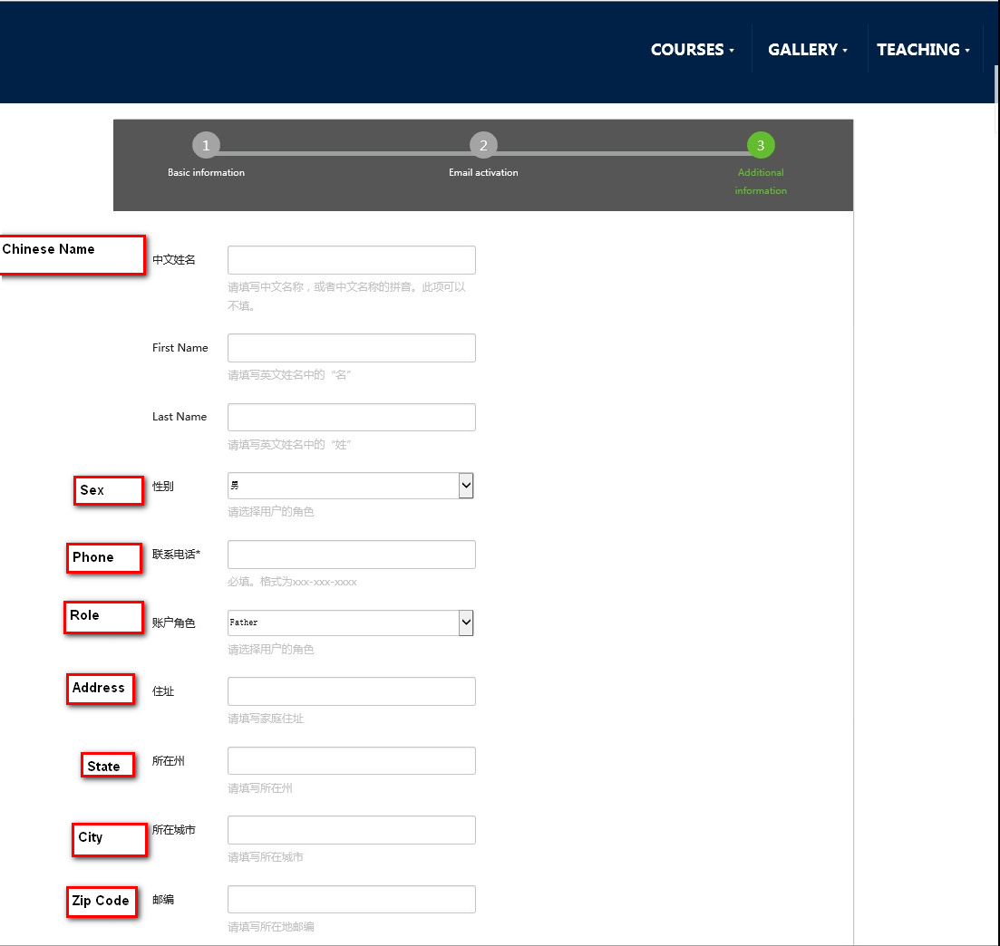 COURSES
GALLERY
TEACHING
1
2
3
Basic information
Email activation
Additional
information
Chinese Name
中文姓名
请填写中文名称，或者中文名称的拼音。此项可以
不填。
First Name
请填写英文姓名中的“名”
Last Name
请填写英文姓名中的“姓”
Sex
性别
男
请选择用户的角色
Phone
联系电话*
必填。格式为xxx-xxx-xxxx
Role
账户角色
Father
请选择用户的角色
Address
住址
请填写家庭住址
State
所在州
请填写所在州
City
所在城市
请填写所在城市
Zip Code
邮编
请填写所在地邮编